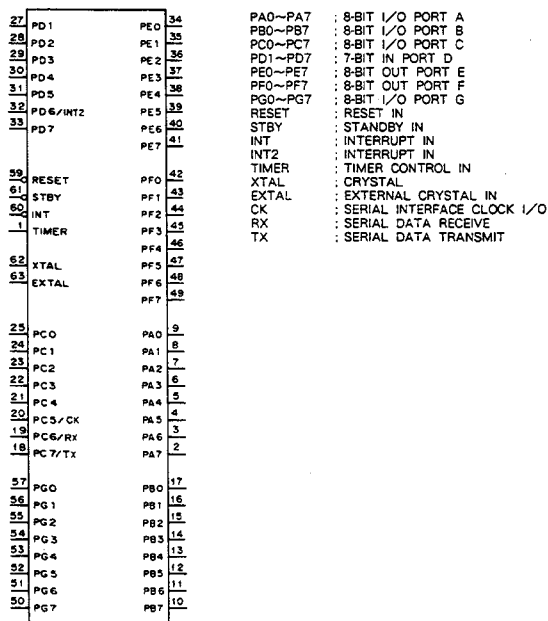 27 PD1 PE0 34
28 PD2 PE1 35
29 PD3 PE2 36
30 PD4 PE3 37
31 PD5 PE4 38
32 PD6/INT2 PE5 39
33 PD7 PE6 40
PE7 41
59 RESET PF0 42
61 STBY PF1 43
60 INT PF2 44
1 TIMER PF3 45
PF4 46
62 XTAL PF5 47
63 EXTAL PF6 48
PF7 49
25 PC0 PA0 9
24 PC1 PA1 8
23 PC2 PA2 7
22 PC3 PA3 6
21 PC4 PA4 5
20 PC5/CK PA5 4
19 PC6/RX PA6 3
18 PC7/TX PA7 2
57 PG0 PB0 17
56 PG1 PB1 16
55 PG2 PB2 15
54 PG3 PB3 14
53 PG4 PB4 13
52 PG5 PB5 12
51 PG6 PB6 11
50 PG7 PB7 10
PA0~PA7 : 8-BIT I/O PORT A
PB0~PB7 : 8-BIT I/O PORT B
PC0~PC7 : 8-BIT I/O PORT C
PD1~PD7 : 7-BIT IN PORT D
PE0~PE7 : 8-BIT OUT PORT E
PF0~PF7 : 8-BIT OUT PORT F
PG0~PG7 : 8-BIT I/O PORT G
RESET : RESET IN
STBY : STANDBY IN
INT : INTERRUPT IN
INT2 : INTERRUPT IN
TIMER : TIMER CONTROL IN
XTAL : CRYSTAL
EXTAL : EXTERNAL CRYSTAL IN
CK : SERIAL INTERFACE CLOCK I/O
RX : SERIAL DATA RECEIVE
TX : SERIAL DATA TRANSMIT